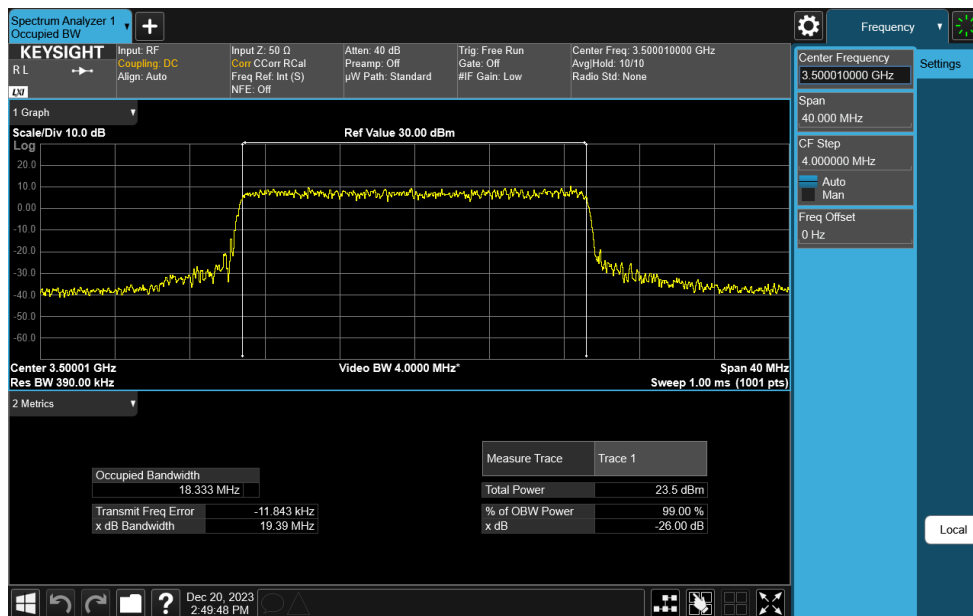 Spectrum Analyzer 1
Occupied BW
Frequency
KEYSIGHT
R L
LXI
Input: RF
Coupling: DC
Align: Auto
Input Z: 50 Ω
Corr CCorr RCal
Freq Ref: Int (S)
NFE: Off
Atten: 40 dB
Preamp: Off
µW Path: Standard
Trig: Free Run
Gate: Off
#IF Gain: Low
Center Freq: 3.500010000 GHz
Avg|Hold: 10/10
Radio Std: None
Center Frequency
3.500010000 GHz
Settings
Span
40.000 MHz
CF Step
4.000000 MHz
Auto
Man
Freq Offset
0 Hz
Local
1 Graph
Scale/Div 10.0 dB
Ref Value 30.00 dBm
Log
20.0
10.0
0.00
-10.0
-20.0
-30.0
-40.0
-50.0
-60.0
Center 3.50001 GHz
Video BW 4.0000 MHz*
Span 40 MHz
Res BW 390.00 kHz
Sweep 1.00 ms (1001 pts)
2 Metrics
Occupied Bandwidth
18.333 MHz
Transmit Freq Error -11.843 kHz
x dB Bandwidth 19.39 MHz
Measure Trace Trace 1
Total Power 23.5 dBm
% of OBW Power 99.00 %
x dB -26.00 dB
?
Dec 20, 2023
2:49:48 PM